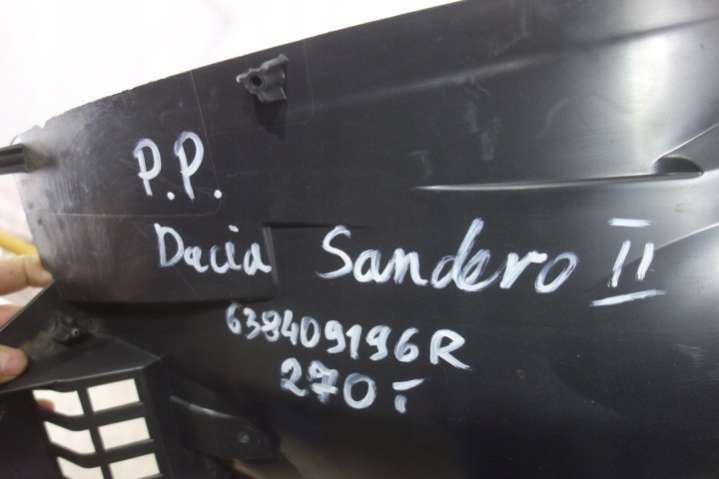 P.P.
Dacia Sandero II
638409196R
270 T